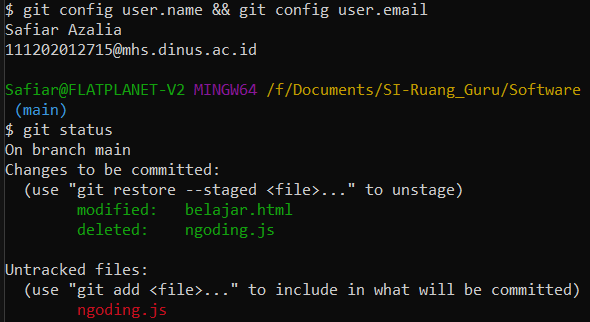 $ git config user.name && git config user.email
Safiar Azalia
111202012715@mhs.dinus.ac.id

Safiar@FLATPLANET-V2 MINGW64 /f/Documents/SI-Ruang_Guru/Software
 (main)
$ git status
On branch main
Changes to be committed:
  (use "git restore --staged <file>..." to unstage)
        modified:   belajar.html
        deleted:    ngoding.js

Untracked files:
  (use "git add <file>..." to include in what will be committed)
        ngoding.js